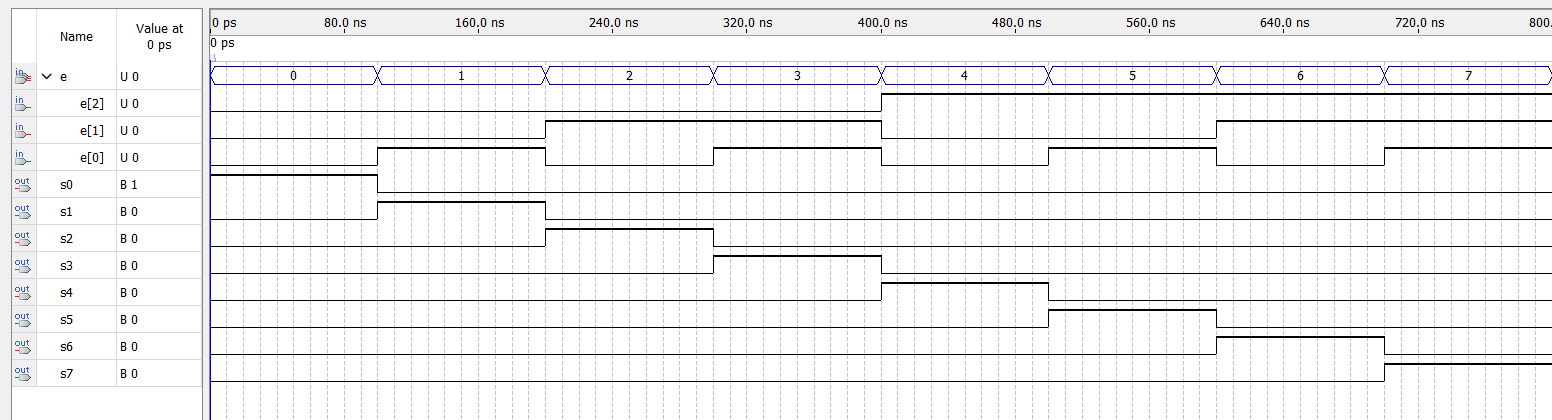 Name Value at 0 ps
0 ps 80.0 ns 160.0 ns 240.0 ns 320.0 ns 400.0 ns 480.0 ns 560.0 ns 640.0 ns 720.0 ns 800.
0 ps
in e U 0 0 1 2 3 4 5 6 7
in e[2] U 0
in e[1] U 0
in e[0] U 0
out s0 B 1
out s1 B 0
out s2 B 0
out s3 B 0
out s4 B 0
out s5 B 0
out s6 B 0
out s7 B 0